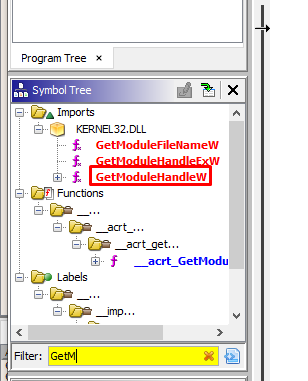 Program Tree ×
Symbol Tree
Imports
KERNEL32.DLL
GetModuleFileNameW
GetModuleHandleExW
GetModuleHandleW
Functions
__...
__acrt_...
__acrt_get...
__acrt_GetModu
Labels
__...
__imp...
Filter: GetM